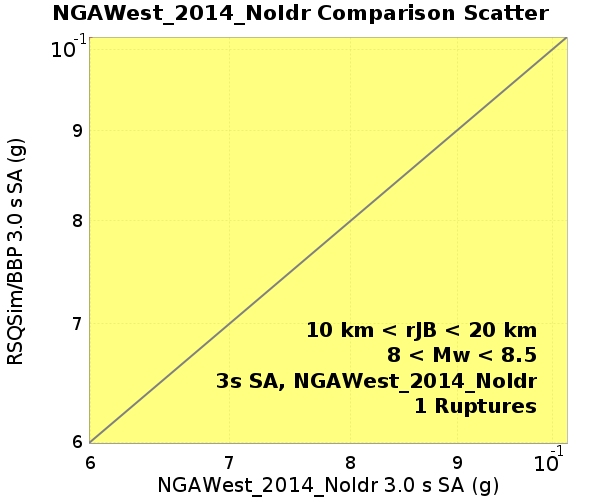 NGAWest_2014_NoIdr Comparison Scatter
10-1
9
8
7
6
RSQSim/BBP 3.0 s SA (g)
10 km < rJB < 20 km
8 < Mw < 8.5
3s SA, NGAWest_2014_NoIdr
1 Ruptures
6 7 8 9 10-1
NGAWest_2014_NoIdr 3.0 s SA (g)